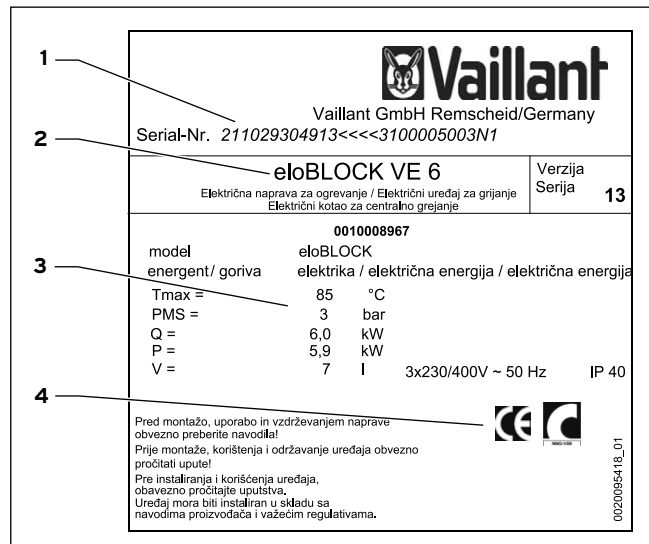 1
Vaillant
Vaillant GmbH Remscheid/Germany
Serial-Nr. 211029304913<<<<3100005003N1
2
eloBLOCK VE 6
Električna naprava za ogrevanje / Električni uređaj za grijanje
Električni kotao za centralno grejanje
Verzija
Serija 13
0010008967
model eloBLOCK
energent/ goriva elektrika / električna energija / električna energija
3
Tmax = 85 °C
PMS = 3 bar
Q = 6,0 kW
P = 5,9 kW
V = 7 l 3x230/400V ~ 50 Hz IP 40
4
CE
Pred montažo, uporabo in vzdrževanjem naprave
obvezno preberite navodila!
Prije montaže, korištenja i održavanje uređaja obvezno
pročitati upute!
Pre instaliranja i korišćenja uređaja,
obavezno pročitajte uputstva.
Uređaj mora biti instaliran u skladu sa
navodima proizvođača i važećim regulativama.
0020095418_01